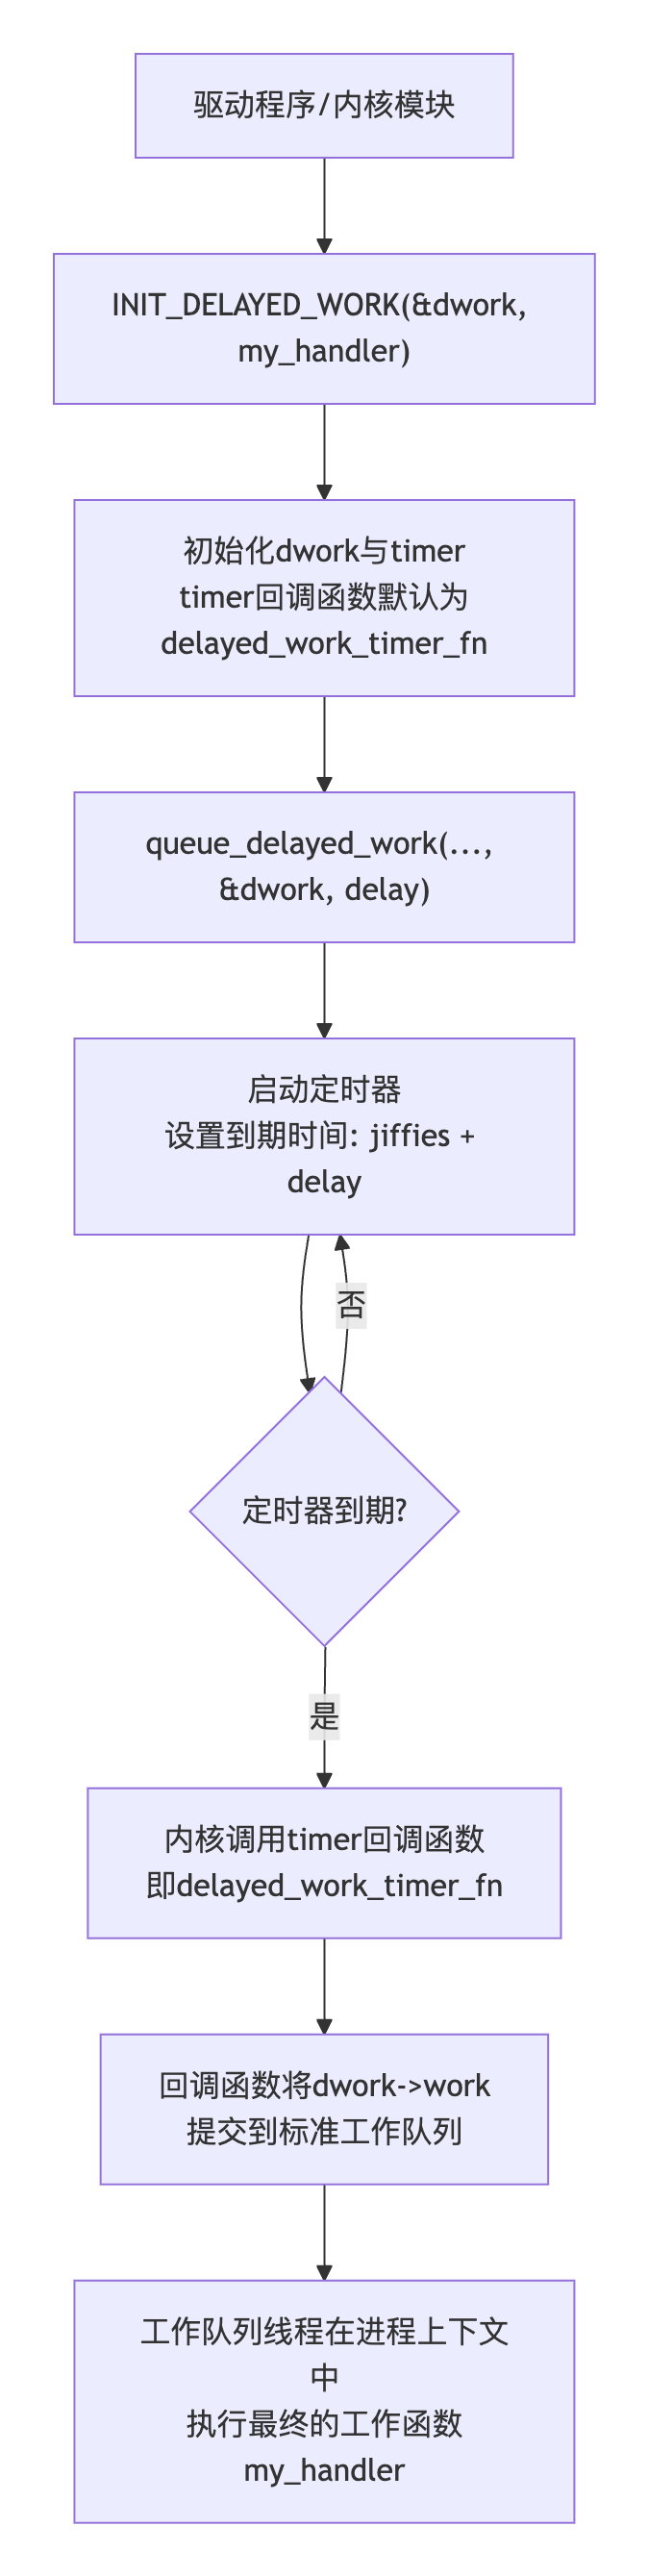 驱动程序/内核模块
INIT_DELAYED_WORK(&dwork,
my_handler)
初始化dwork与timer
timer回调函数默认为
delayed_work_timer_fn
queue_delayed_work(...,
&dwork, delay)
启动定时器
设置到期时间: jiffies +
delay
否
定时器到期?
是
内核调用timer回调函数
即delayed_work_timer_fn
回调函数将dwork->work
提交到标准工作队列
工作队列线程在进程上下文
中
执行最终的工作函数
my_handler